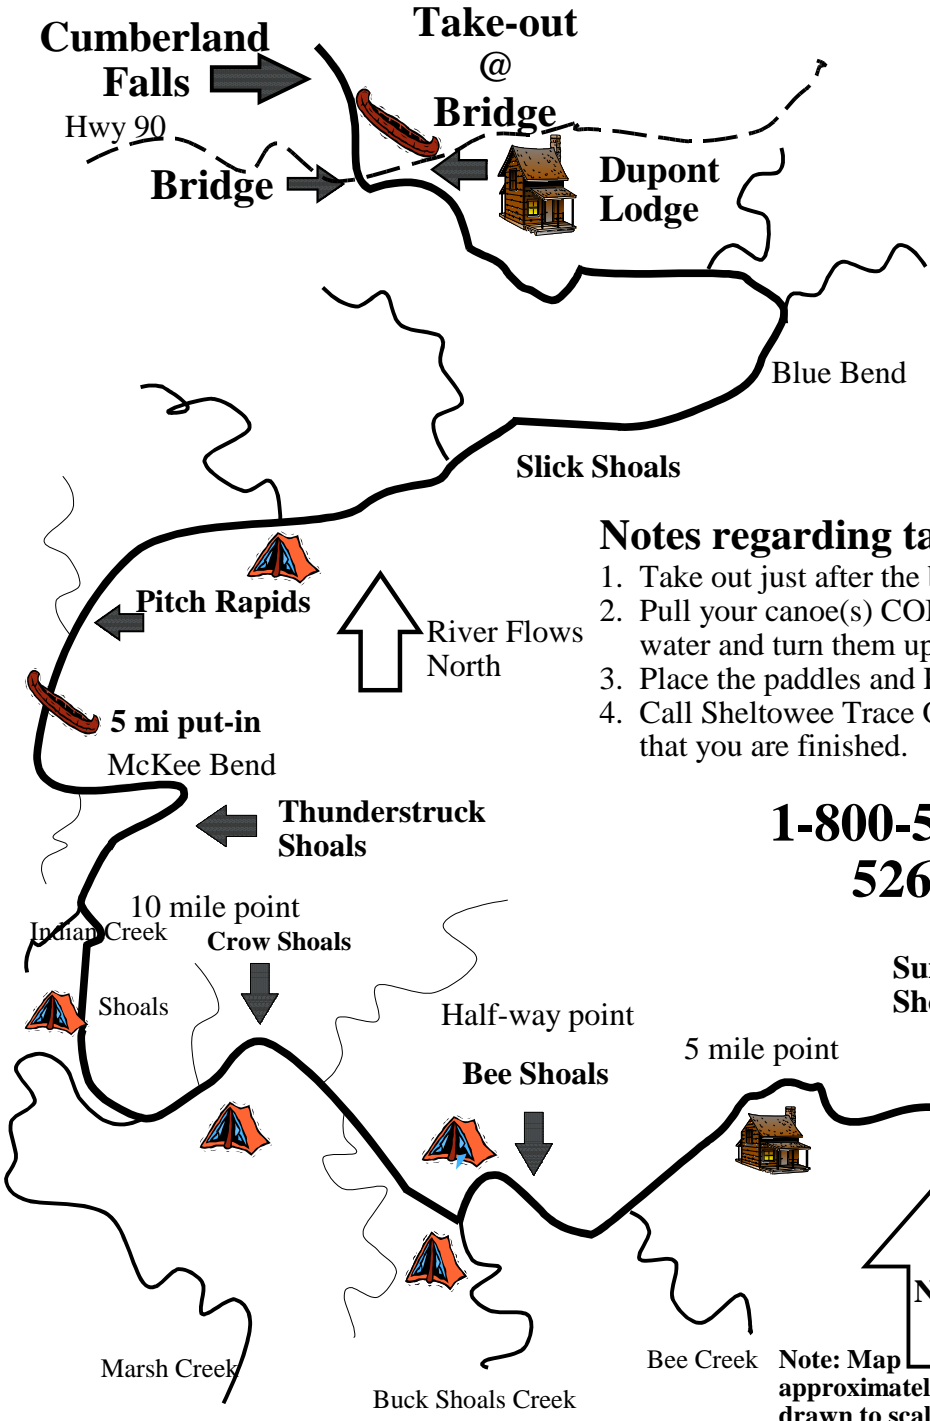 Cumberland
Falls
Take-out
@
Bridge
Hwy 90
Bridge
Dupont
Lodge
Blue Bend
Slick Shoals
Notes regarding
1. Take out just after the
Pitch Rapids
2. Pull your canoe(s)
River Flows
North
water and turn them
3. Place the paddles and
5 mi put-in
4. Call Sheltowee Trace
that you are finished.
McKee Bend
Thunderstruck
Shoals
1-800-5
526
10 mile point
Indian Creek
Crow Shoals
Shoals
Half-way point
5 mile point
Bee Shoals
N
Marsh Creek
Buck Shoals Creek
Bee Creek
Note: Map
approximatel
drawn to scal